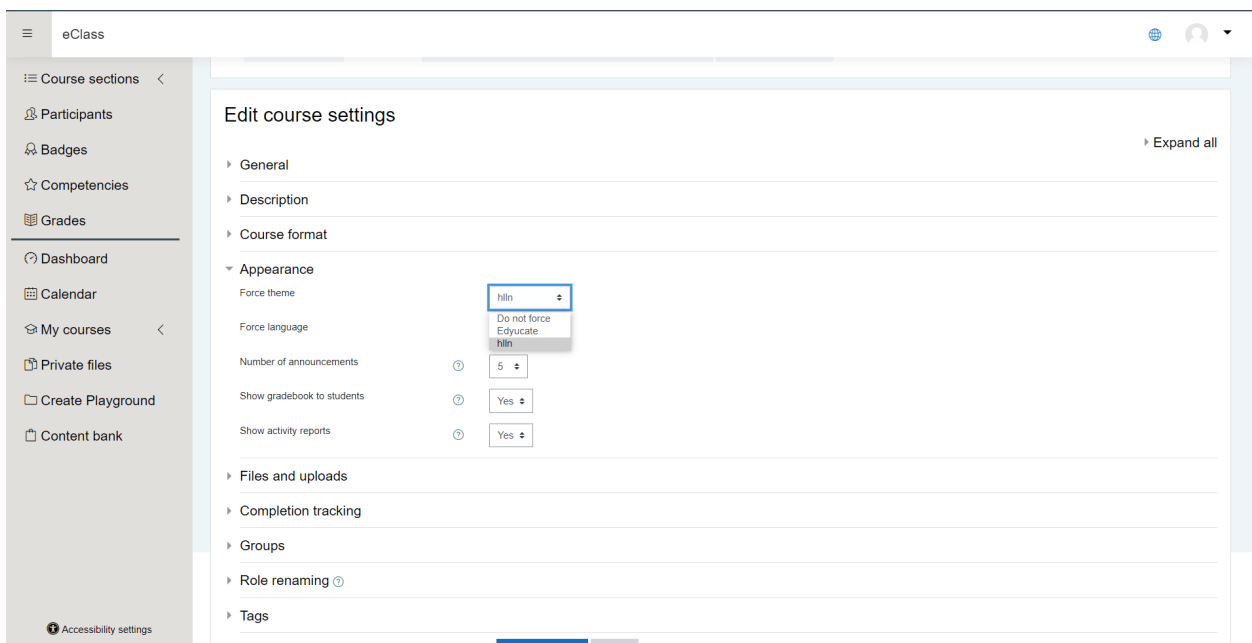 eClass
Course sections
Participants
Badges
Competencies
Grades
Dashboard
Calendar
My courses
Private files
Create Playground
Content bank
Accessibility settings
Edit course settings
Expand all
General
Description
Course format
Appearance
Force theme
hlln
Do not force
Edyucate
hlln
Force language
Number of announcements
5
Show gradebook to students
Yes
Show activity reports
Yes
Files and uploads
Completion tracking
Groups
Role renaming
Tags